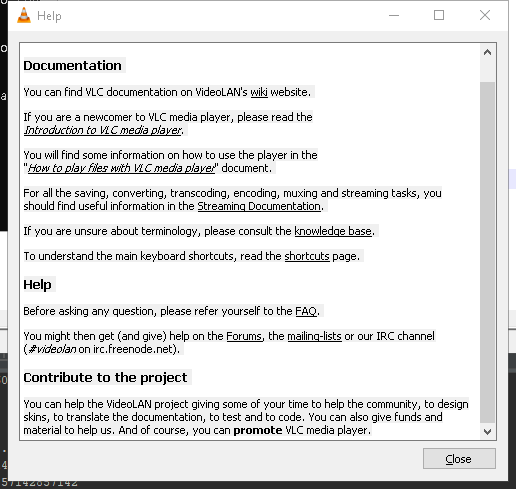 Help
Documentation
You can find VLC documentation on VideoLAN's wiki website.
If you are a newcomer to VLC media player, please read the
Introduction to VLC media player.
You will find some information on how to use the player in the
"How to play files with VLC media player" document.
For all the saving, converting, transcoding, encoding, muxing and streaming tasks, you
should find useful information in the Streaming Documentation.
If you are unsure about terminology, please consult the knowledge base.
To understand the main keyboard shortcuts, read the shortcuts page.
Help
Before asking any question, please refer yourself to the FAQ.
You might then get (and give) help on the Forums, the mailing-lists or our IRC channel
(#videolan on irc.freenode.net).
Contribute to the project
You can help the VideoLAN project giving some of your time to help the community, to design
skins, to translate the documentation, to test and to code. You can also give funds and
material to help us. And of course, you can promote VLC media player.
Close